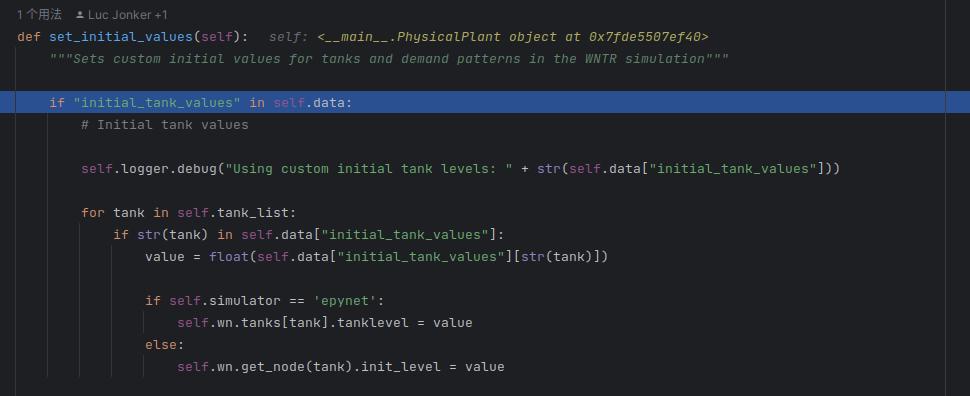 1 个用法 Luc Jonker +1
def set_initial_values(self): self: <__main__.PhysicalPlant object at 0x7fde5507ef40>
"""Sets custom initial values for tanks and demand patterns in the WNTR simulation"""
if "initial_tank_values" in self.data:
# Initial tank values
self.logger.debug("Using custom initial tank levels: " + str(self.data["initial_tank_values"]))
for tank in self.tank_list:
if str(tank) in self.data["initial_tank_values"]:
value = float(self.data["initial_tank_values"][str(tank)])
if self.simulator == 'epynet':
self.wn.tanks[tank].tanklevel = value
else:
self.wn.get_node(tank).init_level = value